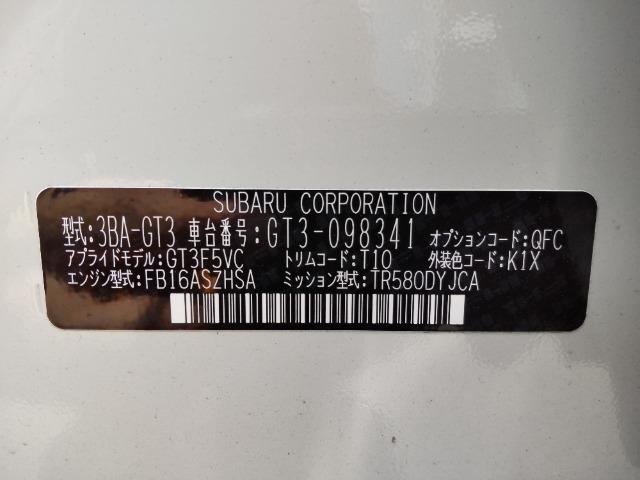 SUBARU CORPORATION
型式:3BA-GT3 車台番号:GT3-098341 オプションコード:QFC
アプライドモデル:GT3F5VC トリムコード:T10 外装色コード:K1X
エンジン型式:FB16ASZHSA ミッション型式:TR580DYJCA